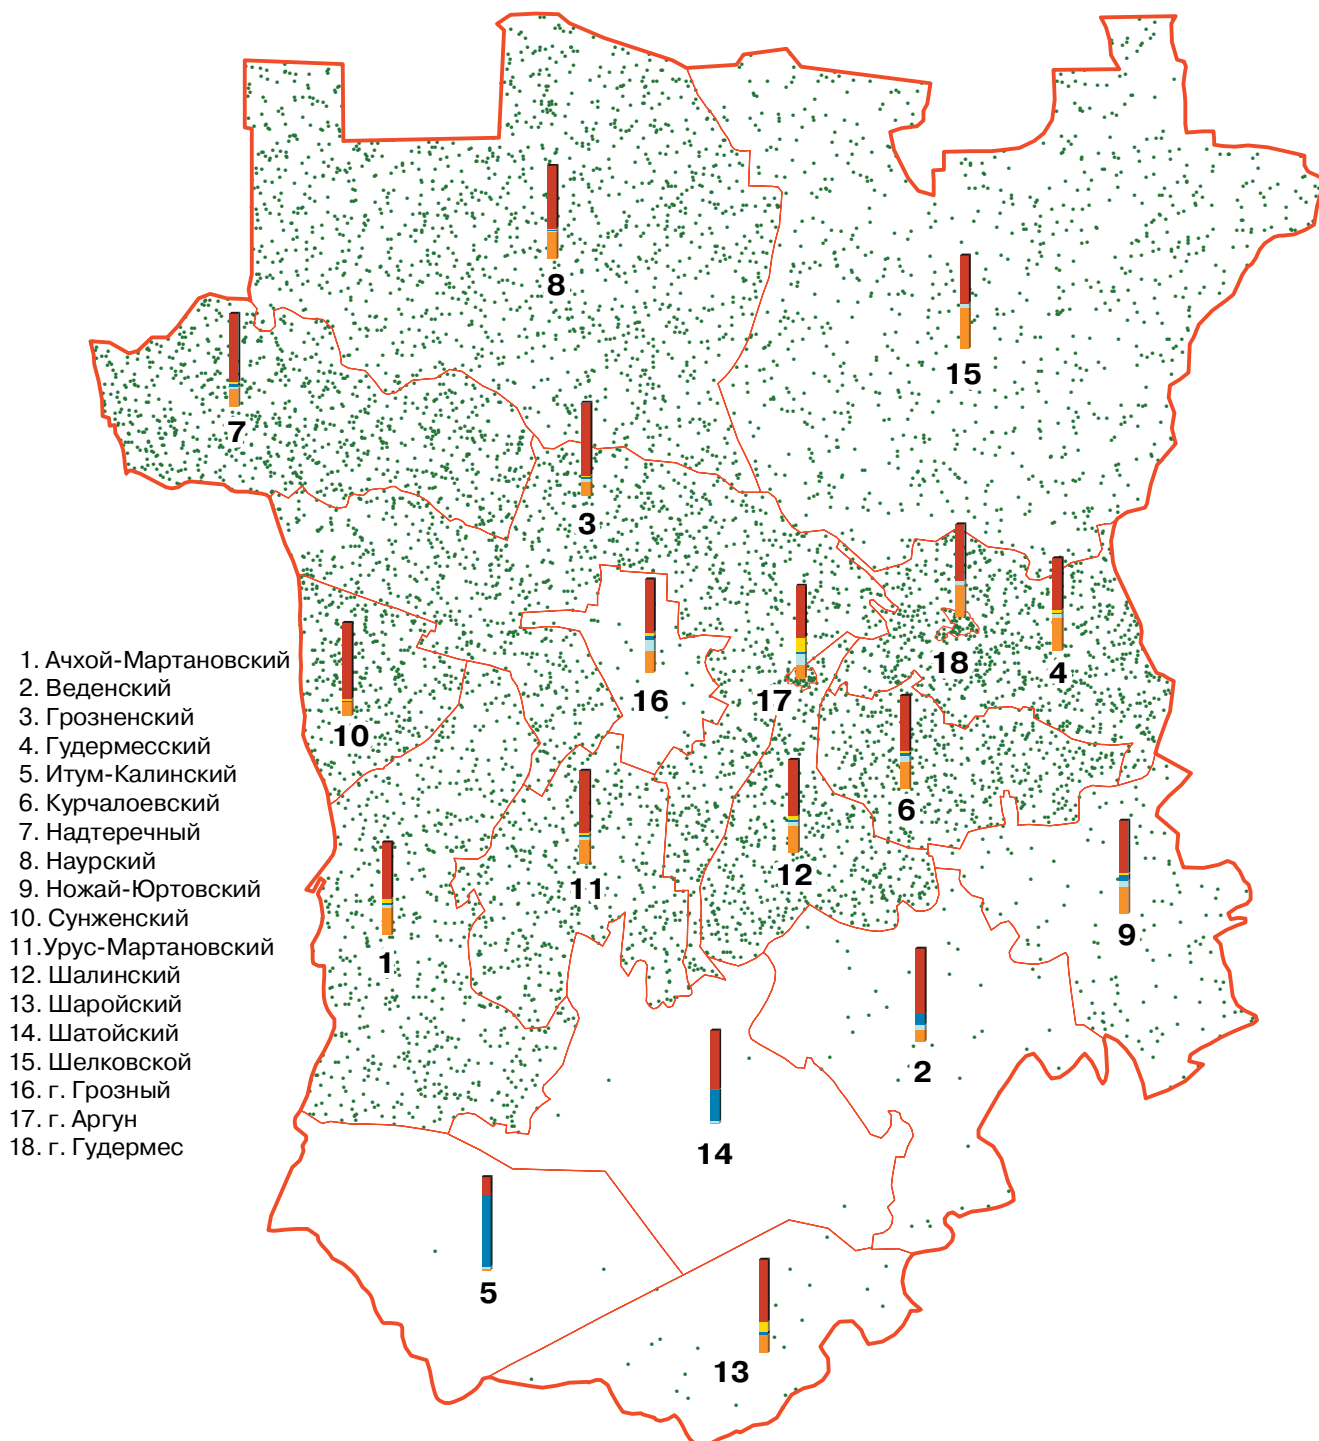 8
15
7
3
18
4
16
17
10
6
12
11
9
1
2
14
5
13
1. Ачхой-Мартановский
2. Веденский
3. Грозненский
4. Гудермесский
5. Итум-Калинский
6. Курчалоевский
7. Надтеречный
8. Наурский
9. Ножай-Юртовский
10. Сунженский
11.Урус-Мартановский
12. Шалинский
13. Шаройский
14. Шатойский
15. Шелковской
16. г. Грозный
17. г. Аргун
18. г. Гудермес